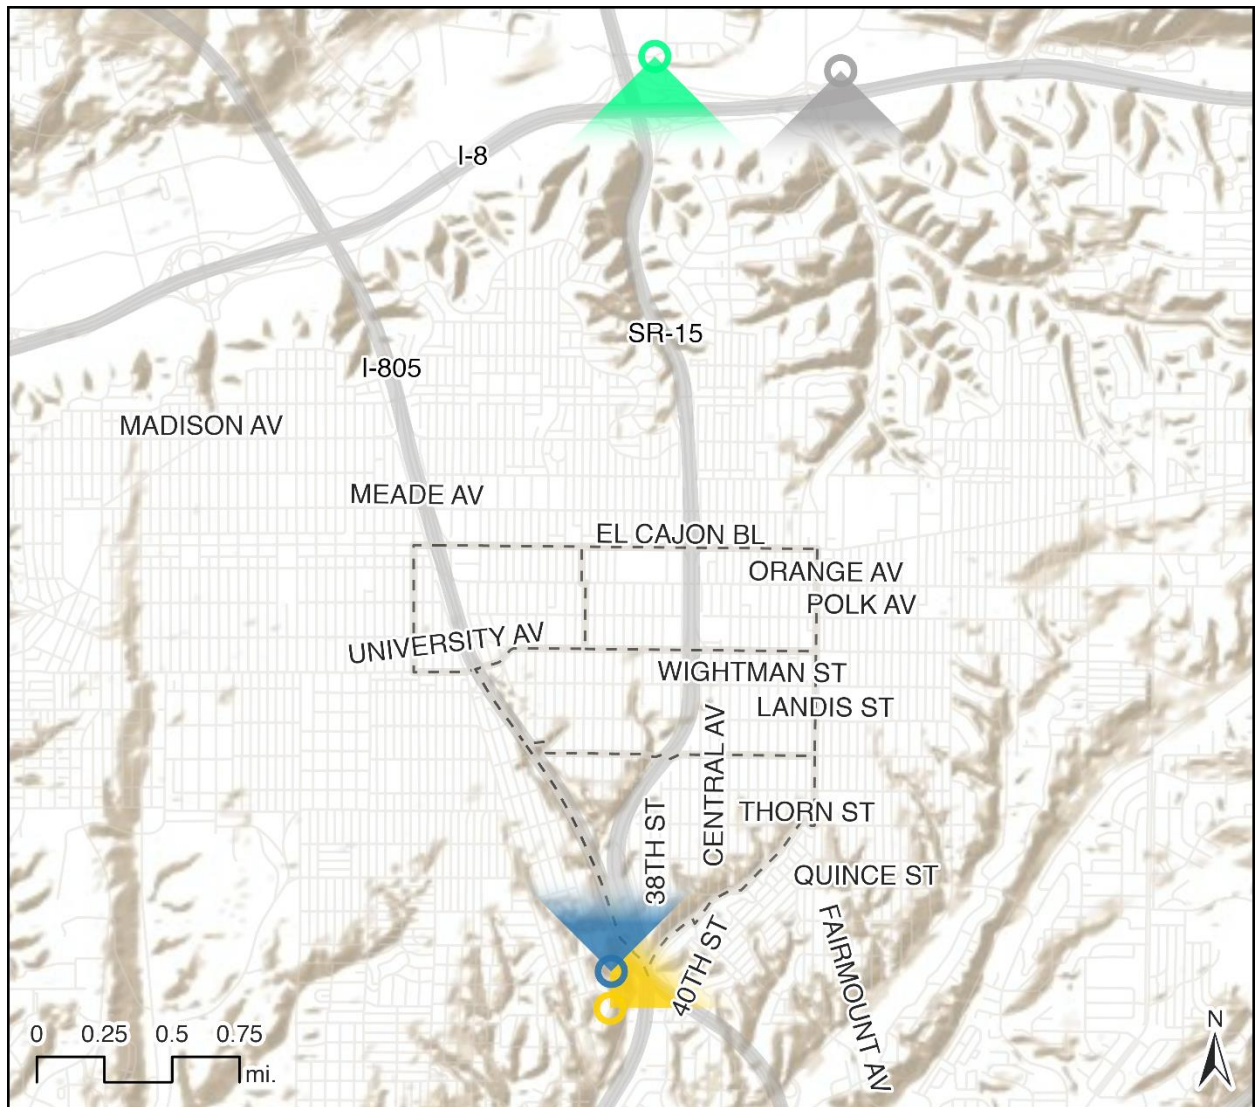 I-8
SR-15
I-805
MADISON AV
MEADE AV
EL CAJON BL
ORANGE AV
POLK AV
UNIVERSITY AV
WIGHTMAN ST
LANDIS ST
CENTRAL AV
THORN ST
38TH ST
QUINCE ST
40TH ST
FAIRMOUNT AV
0 0.25 0.5 0.75
mi.
N